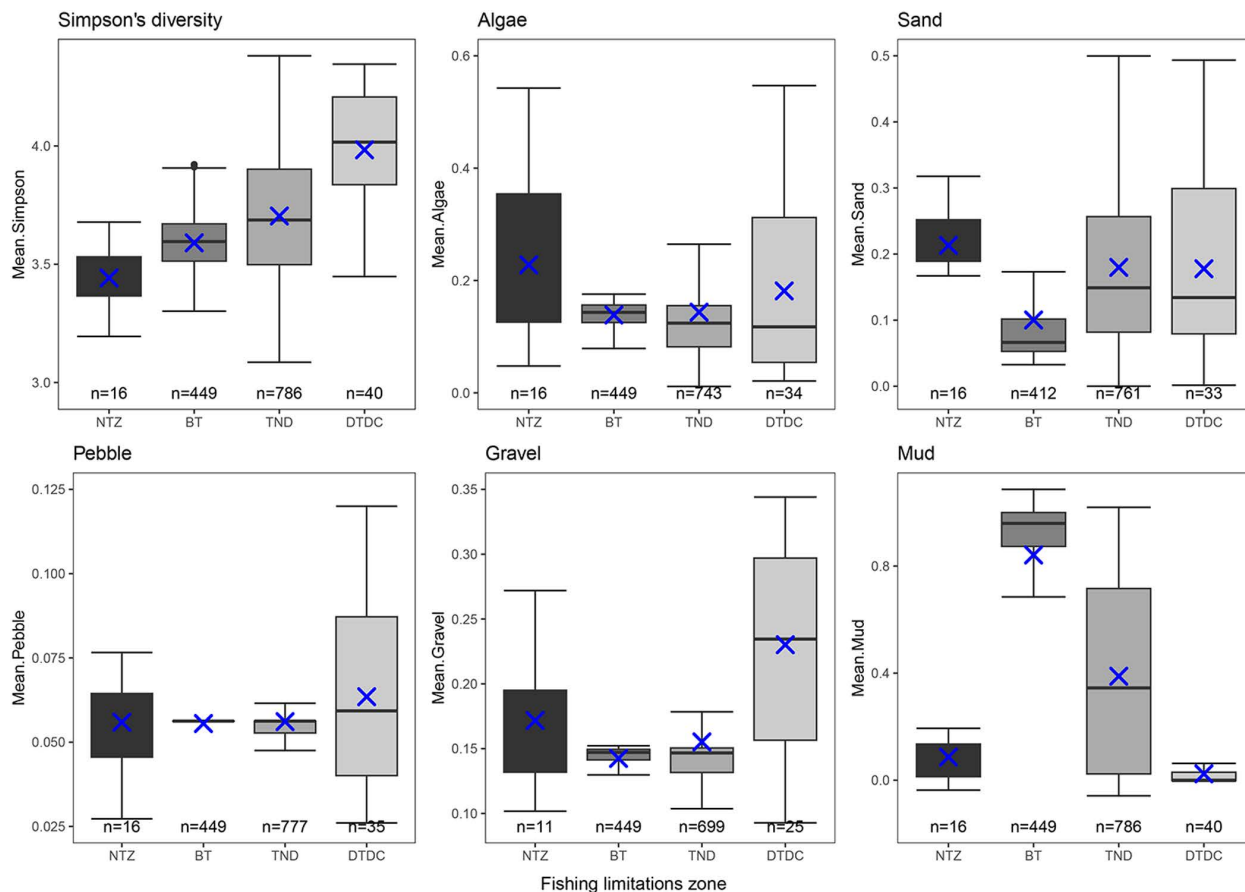 Simpson's diversity
Mean.Simpson
4.0
3.5
3.0
n=16 n=449 n=786 n=40
NTZ BT TND DTDC
Algae
Mean.Algae
0.6
0.4
0.2
0.0
n=16 n=449 n=743 n=34
NTZ BT TND DTDC
Sand
Mean.Sand
0.5
0.4
0.3
0.2
0.1
0.0
n=16 n=412 n=761 n=33
NTZ BT TND DTDC
Pebble
Mean.Pebble
0.125
0.100
0.075
0.050
0.025
n=16 n=449 n=777 n=35
NTZ BT TND DTDC
Gravel
Mean.Gravel
0.35
0.30
0.25
0.20
0.15
0.10
n=11 n=449 n=699 n=25
NTZ BT TND DTDC
Mud
Mean.Mud
0.8
0.4
0.0
n=16 n=449 n=786 n=40
NTZ BT TND DTDC
Fishing limitations zone